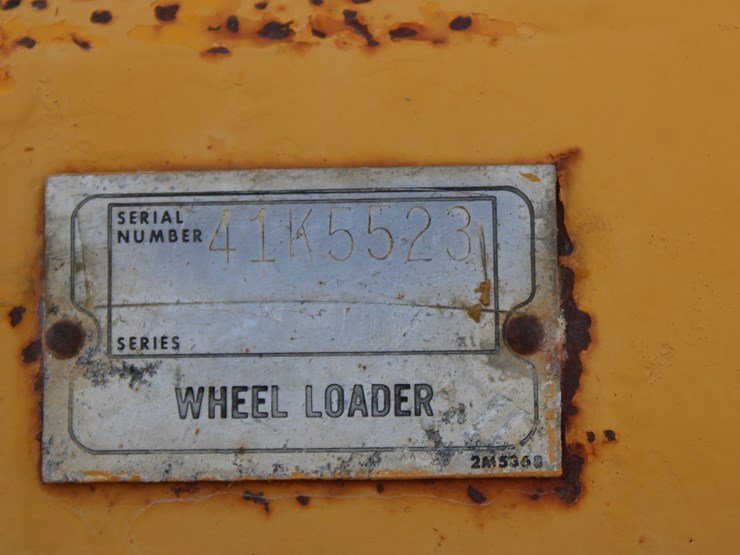 SERIAL
NUMBER 41K5523
SERIES
WHEEL LOADER
2M5368